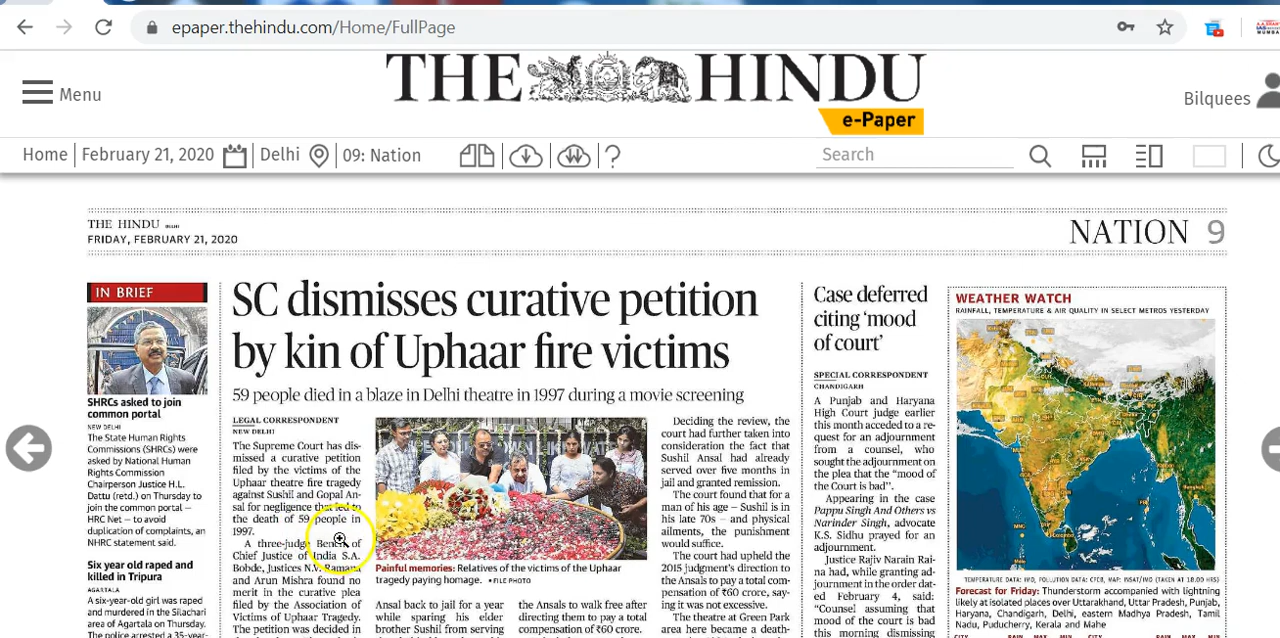 epaper.thehindu.com/Home/FullPage
Menu
THE HINDU
e-Paper
Bilquees
Home
February 21, 2020
Delhi
09: Nation
?
Search
THE HINDU DELHI
FRIDAY, FEBRUARY 21, 2020
NATION 9
IN BRIEF
SHRCs asked to join
common portal
NEW DELHI
The State Human Rights
Commissions (SHRCs) were
asked by National Human
Rights Commission
Chairperson Justice H.L.
Dattu (retd.) on Thursday to
join the common portal —
HRC Net — to avoid
duplication of complaints, an
NHRC statement said.
Six year old raped and
killed in Tripura
AGARTALA
A six-year-old girl was raped
and murdered in the Silachari
area of Agartala on Thursday.
The police arrested a 35-year-
SC dismisses curative petition
by kin of Uphaar fire victims
59 people died in a blaze in Delhi theatre in 1997 during a movie screening
LEGAL CORRESPONDENT
NEW DELHI
The Supreme Court has dis-
missed a curative petition
filed by the victims of the
Uphaar theatre fire tragedy
against Sushil and Gopal An-
sal for negligence that led to
the death of 59 people in
1997.
A three-judge Bench of
Chief Justice of India S.A.
Bobde, Justices N.V. Ramana
and Arun Mishra found no
merit in the curative plea
filed by the Association of
Victims of Uphaar Tragedy.
The petition was decided in
Painful memories: Relatives of the victims of the Uphaar
tragedy paying homage. •FILE PHOTO
Ansal back to jail for a year
while sparing his elder
brother Sushil from serving
the Ansals to walk free after
directing them to pay a total
compensation of ₹60 crore.
Deciding the review, the
court had further taken into
consideration the fact that
Sushil Ansal had already
served over five months in
jail and granted remission.
The court found that for a
man of his age — Sushil is in
his late 70s — and physical
ailments, the punishment
would suffice.
The court had upheld the
2015 judgment's direction to
the Ansals to pay a total com-
pensation of ₹60 crore, say-
ing it was not excessive.
The theatre at Green Park
area here became a death-
Case deferred
citing 'mood
of court'
SPECIAL CORRESPONDENT
CHANDIGARH
A Punjab and Haryana
High Court judge earlier
this month acceded to a re-
quest for an adjournment
from a counsel, who
sought the adjournment on
the plea that the "mood of
the Court is bad".
Appearing in the case
Pappu Singh And Others vs
Narinder Singh, advocate
K.S. Sidhu prayed for an
adjournment.
Justice Rajiv Narain Rai-
na had, while granting ad-
journment in the order dat-
ed February 4, said:
"Counsel assuming that
mood of the court is bad
this morning dismissing
WEATHER WATCH
RAINFALL, TEMPERATURE & AIR QUALITY IN SELECT METROS YESTERDAY
TEMPERATURE DATA: IMD, POLLUTION DATA: CPCB, MAP: INSAT/IMD (TAKEN AT 18.00 HRS)
Forecast for Friday: Thunderstorm accompanied with lightning
likely at isolated places over Uttarakhand, Uttar Pradesh, Punjab,
Haryana, Chandigarh, Delhi, eastern Madhya Pradesh, Tamil
Nadu, Puducherry, Kerala and Mahe